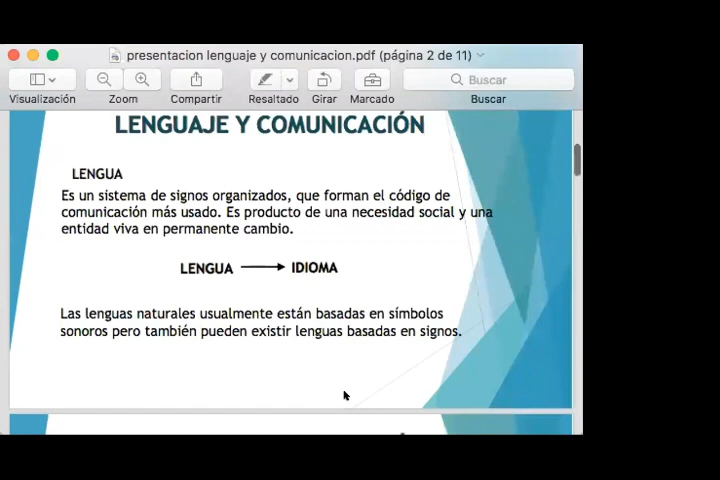 presentacion lenguaje y comunicacion.pdf (página 2 de 11)
Buscar
Visualización Zoom Compartir Resaltado Girar Marcado Buscar
LENGUAJE Y COMUNICACIÓN
LENGUA
Es un sistema de signos organizados, que forman el código de
comunicación más usado. Es producto de una necesidad social y una
entidad viva en permanente cambio.
LENGUA IDIOMA
Las lenguas naturales usualmente están basadas en símbolos
sonoros pero también pueden existir lenguas basadas en signos.